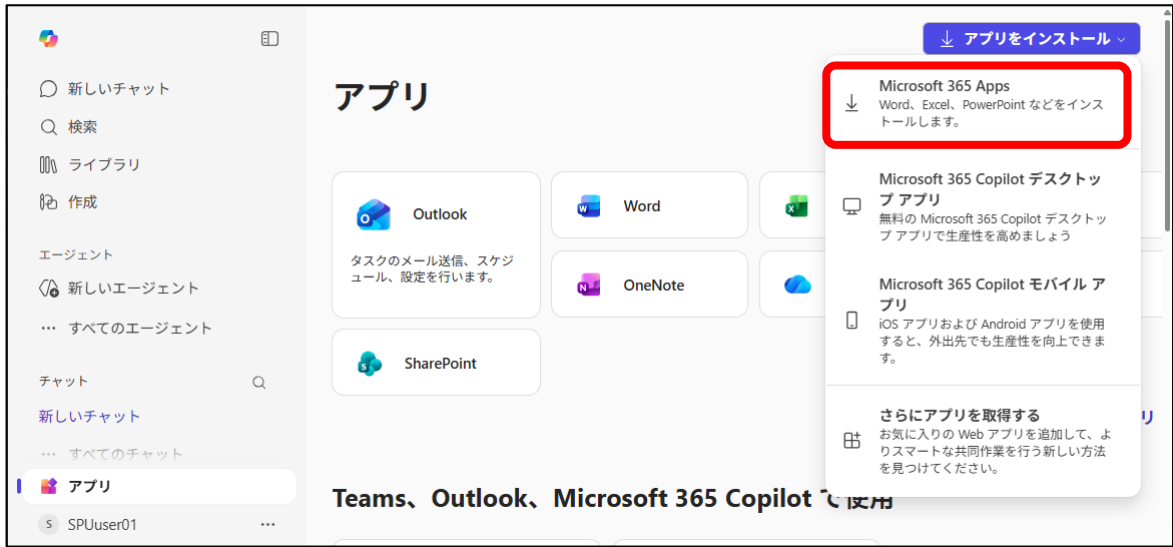 新しいチャット
検索
ライブラリ
作成
エージェント
新しいエージェント
… すべてのエージェント
チャット
新しいチャット
… すべてのチャット
アプリ
S SPUuser01 …
アプリをインストール
アプリ
Outlook
タスクのメール送信、スケジ
ュール、設定を行います。
Word
OneNote
SharePoint
Microsoft 365 Apps
Word、Excel、PowerPoint などをインス
トールします。
Microsoft 365 Copilot デスクトッ
プ アプリ
無料の Microsoft 365 Copilot デスクトッ
プ アプリで生産性を高めましょう
Microsoft 365 Copilot モバイル ア
プリ
iOS アプリおよび Android アプリを使用
すると、外出先でも生産性を向上できま
す。
さらにアプリを取得する
お気に入りの Web アプリを追加して、よ
りスマートな共同作業を行う新しい方法
を見つけてください。
リ
Teams、Outlook、Microsoft 365 Copilot で使用